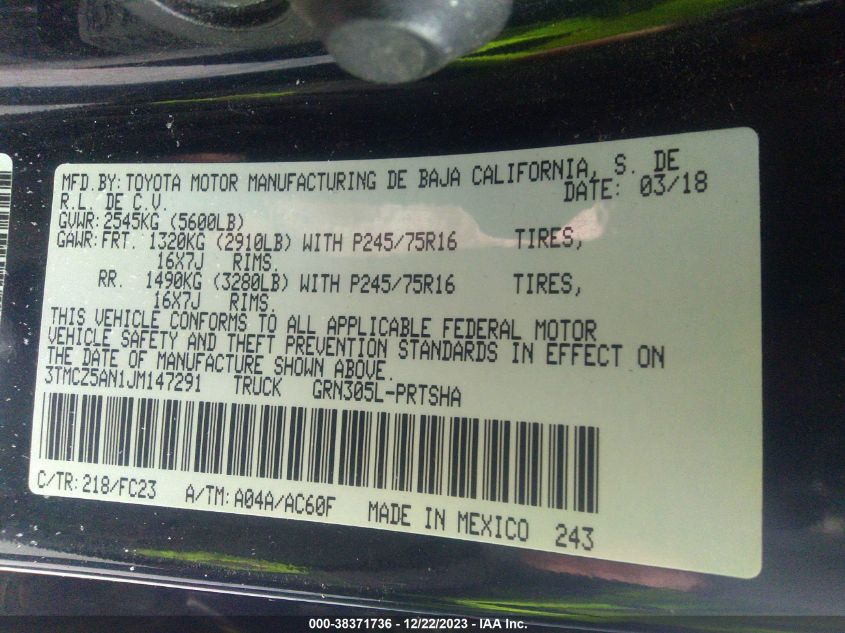 MFD.BY:TOYOTA MOTOR MANUFACTURING DE BAJA CALIFORNIA, S. DE
R.L. DE C.V. DATE: 03/18
GVWR:2545KG (5600LB)
GAWR:FRT. 1320KG (2910LB) WITH P245/75R16 TIRES,
16X7J RIMS.
RR. 1490KG (3280LB) WITH P245/75R16 TIRES,
16X7J RIMS.
THIS VEHICLE CONFORMS TO ALL APPLICABLE FEDERAL MOTOR
VEHICLE SAFETY AND THEFT PREVENTION STANDARDS IN EFFECT ON
THE DATE OF MANUFACTURE SHOWN ABOVE.
3TMCZ5AN1JM147291 TRUCK GRN305L-PRTSHA
C/TR:218/FC23 A/TM:A04A/AC60F MADE IN MEXICO 243
000-38371736 - 12/22/2023 - IAA Inc.